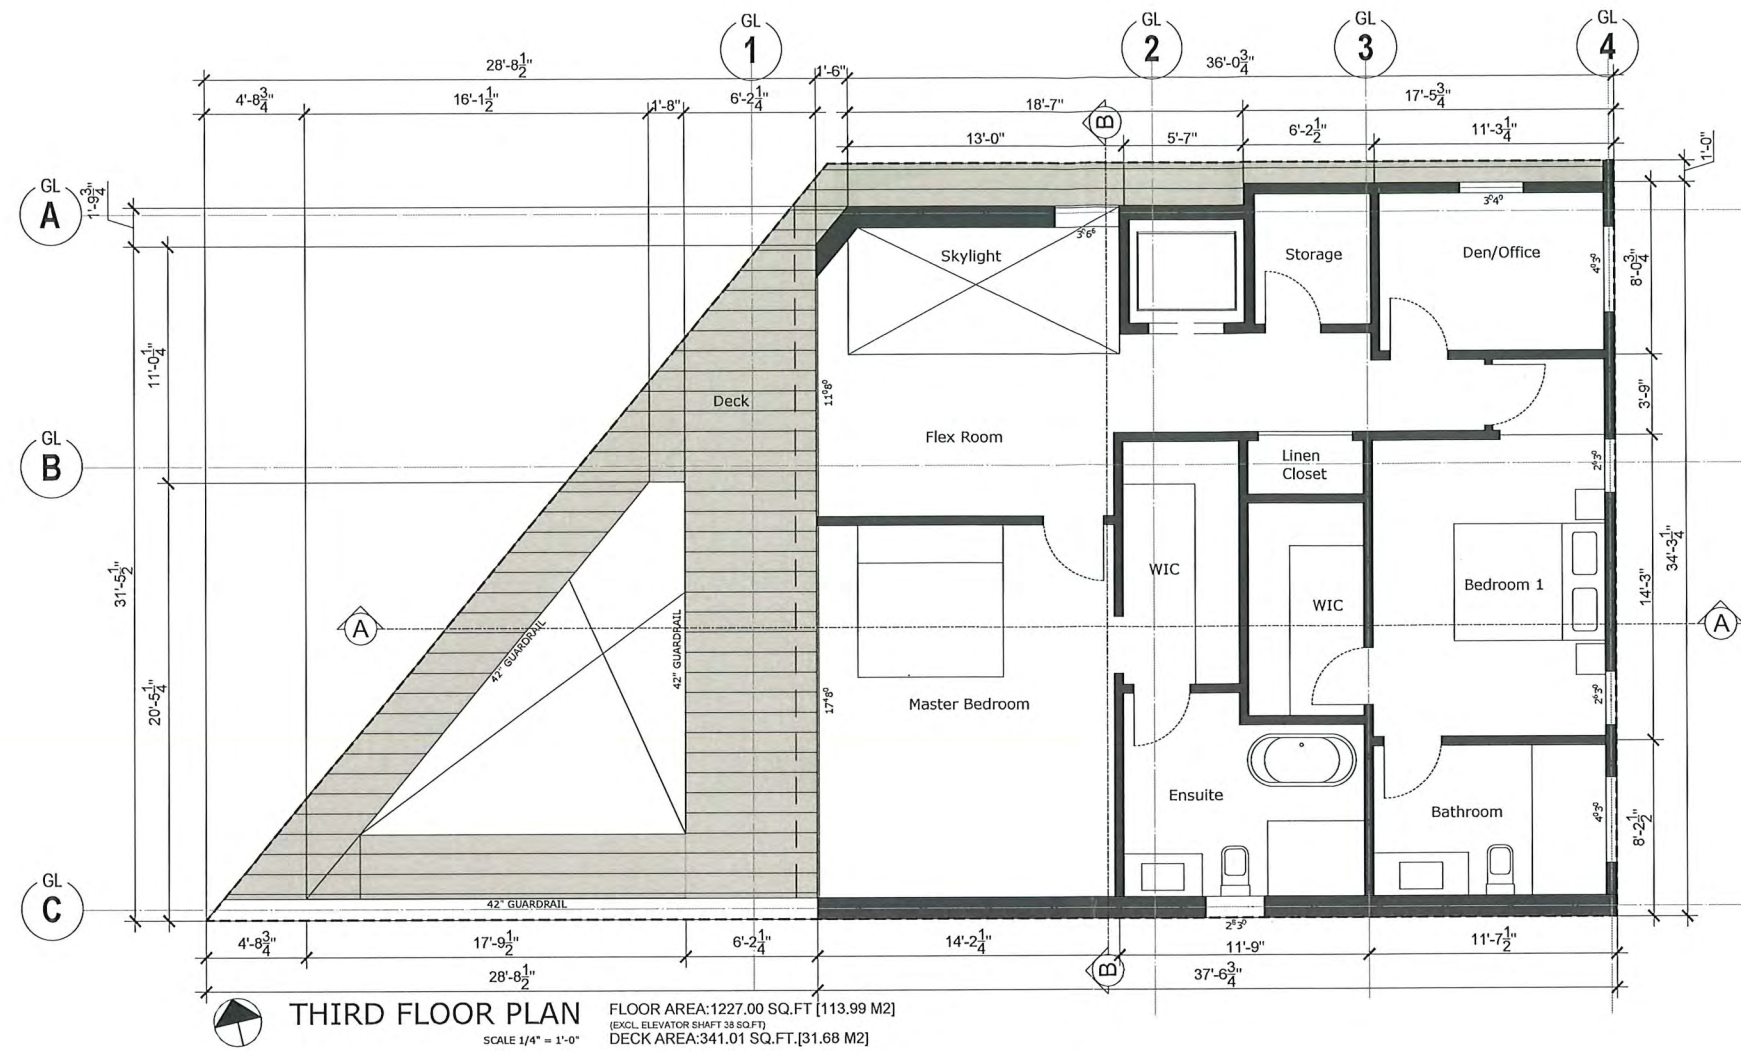 GL
1
GL
2
GL
3
GL
4
28'-8 1/2"
1'-6"
36'-0 3/4"
4'-8 3/4"
16'-1 1/2"
1'-8"
6'-2 1/4"
18'-7"
17'-5 3/4"
B
13'-0"
5'-7"
6'-2 1/2"
11'-3 1/4"
1'-0"
GL
A
1'-9 3/4"
3⁰4⁰
3⁰6⁶
Skylight
Storage
Den/Office
4⁰3⁰
8'-0 3/4"
11'-0 1/4"
Deck
11⁰8⁰
3'-9"
Flex Room
GL
B
Linen
Closet
2⁶3⁰
31'-5 1/2"
34'-3 1/4"
WIC
WIC
Bedroom 1
14'-3"
A
A
42" GUARDRAIL
42" GUARDRAIL
20'-5 1/4"
17⁴8⁰
Master Bedroom
2⁶3⁰
Ensuite
Bathroom
4⁰3⁰
8'-2 1/2"
GL
C
42" GUARDRAIL
2⁶3⁰
4'-8 3/4"
17'-9 1/2"
6'-2 1/4"
14'-2 1/4"
11'-9"
11'-7 1/2"
28'-8 1/2"
B
37'-6 3/4"
THIRD FLOOR PLAN
SCALE 1/4" = 1'-0"
FLOOR AREA:1227.00 SQ.FT [113.99 M2]
(EXCL. ELEVATOR SHAFT 38 SQ.FT)
DECK AREA:341.01 SQ.FT.[31.68 M2]